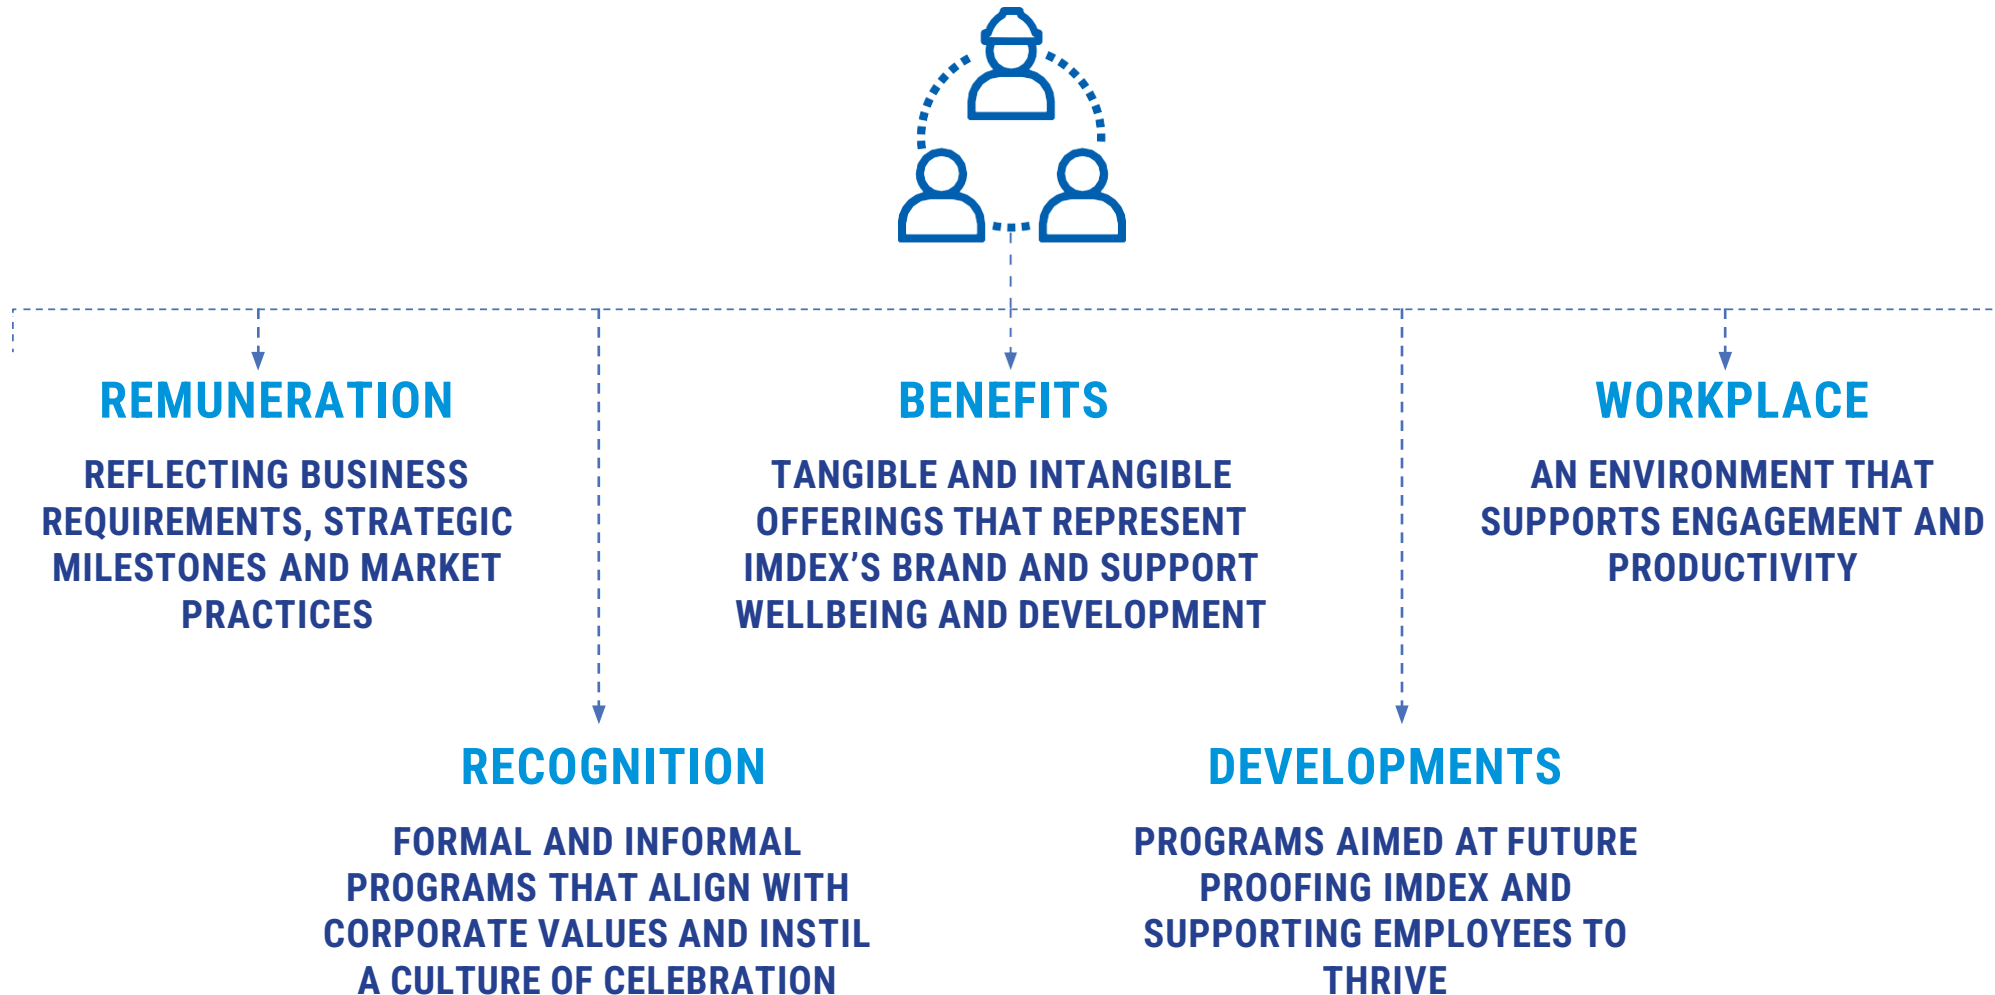 REMUNERATION
REFLECTING BUSINESS
REQUIREMENTS, STRATEGIC
MILESTONES AND MARKET
PRACTICES
BENEFITS
TANGIBLE AND INTANGIBLE
OFFERINGS THAT REPRESENT
IMDEX’S BRAND AND SUPPORT
WELLBEING AND DEVELOPMENT
WORKPLACE
AN ENVIRONMENT THAT
SUPPORTS ENGAGEMENT AND
PRODUCTIVITY
RECOGNITION
FORMAL AND INFORMAL
PROGRAMS THAT ALIGN WITH
CORPORATE VALUES AND INSTIL
A CULTURE OF CELEBRATION
DEVELOPMENTS
PROGRAMS AIMED AT FUTURE
PROOFING IMDEX AND
SUPPORTING EMPLOYEES TO
THRIVE